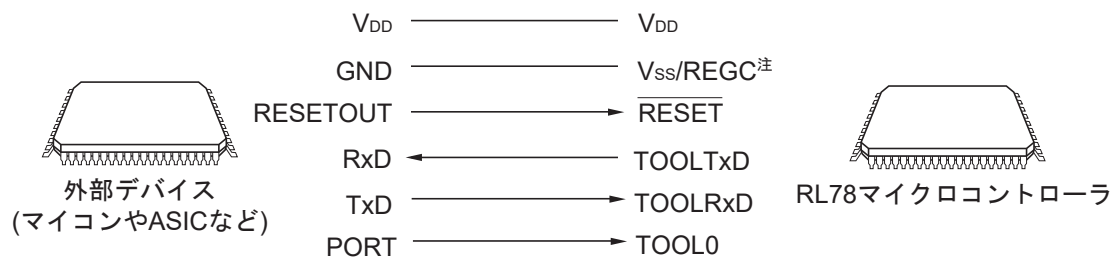 VDD VDD
GND VSS/REGC注
RESETOUT RESET
RxD TOOLTxD
TxD TOOLRxD
PORT TOOL0
外部デバイス
(マイコンやASICなど)
RL78マイクロコントローラ